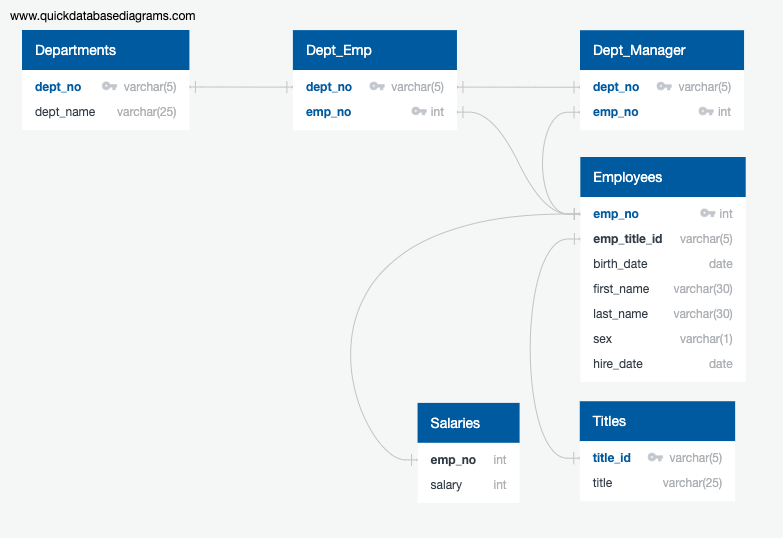 www.quickdatabasediagrams.com
Departments
dept_no varchar(5)
dept_name varchar(25)
Dept_Emp
dept_no varchar(5)
emp_no int
Dept_Manager
dept_no varchar(5)
emp_no int
Employees
emp_no int
emp_title_id varchar(5)
birth_date date
first_name varchar(30)
last_name varchar(30)
sex varchar(1)
hire_date date
Salaries
emp_no int
salary int
Titles
title_id varchar(5)
title varchar(25)